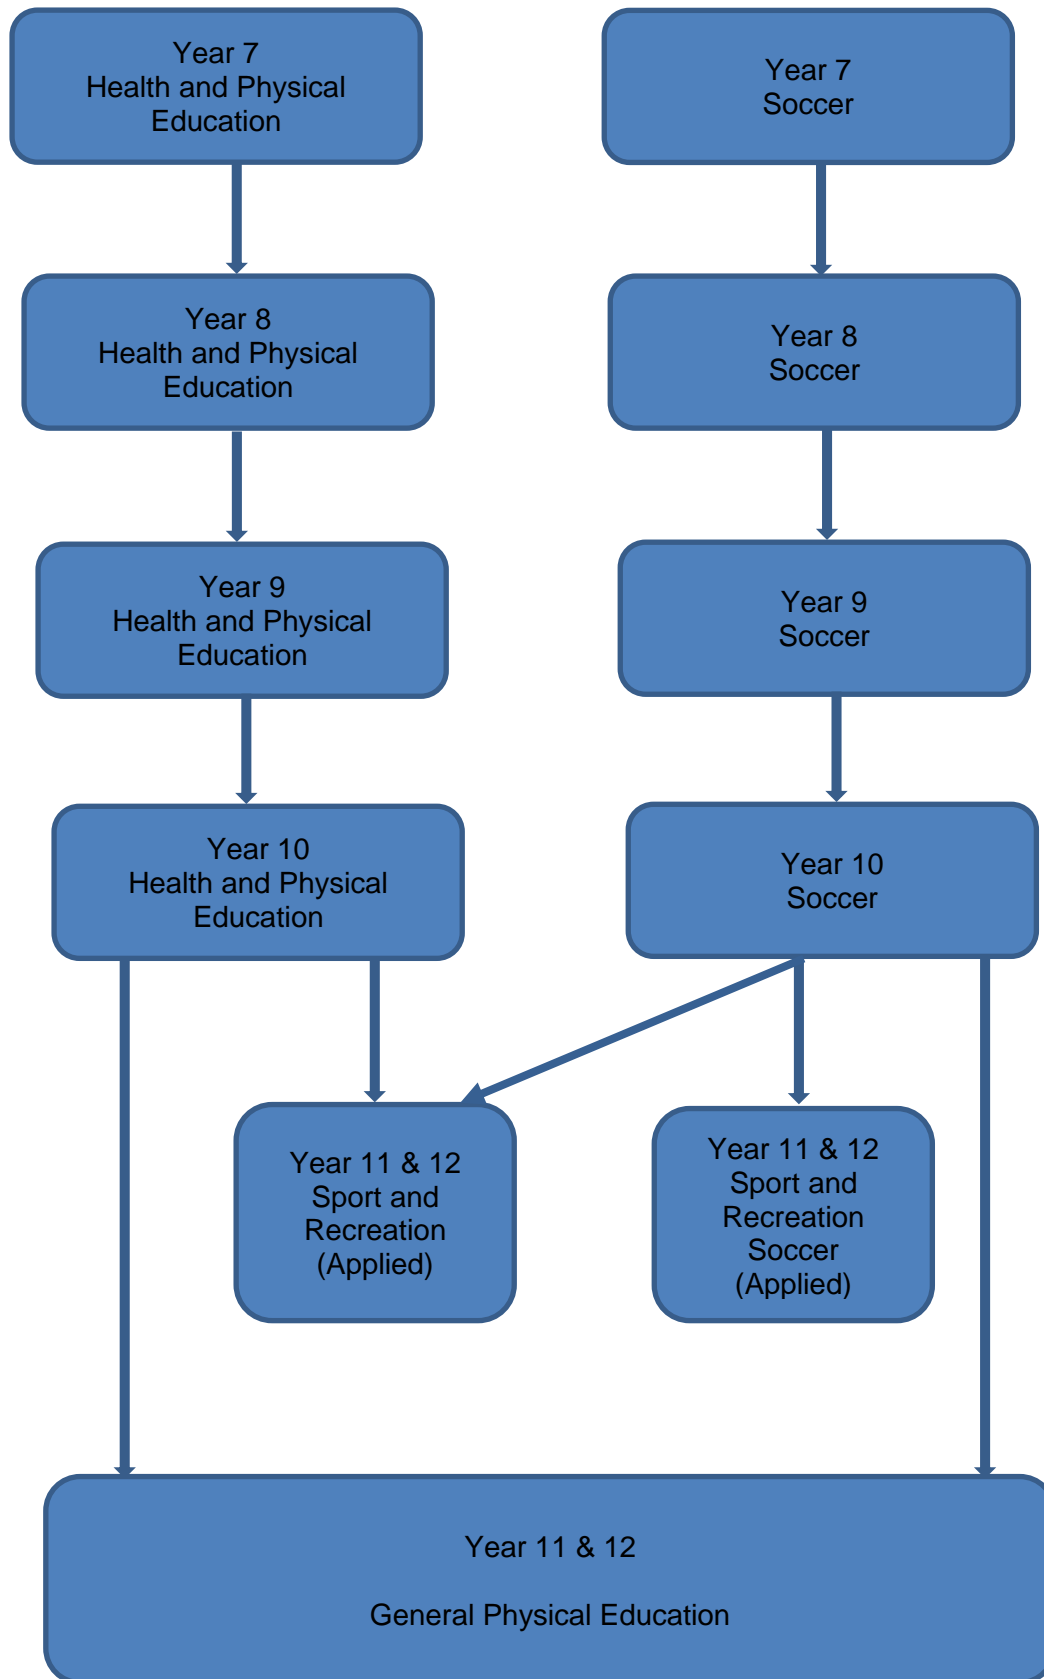 Year 7
Health and Physical
Education
Year 7
Soccer
Year 8
Health and Physical
Education
Year 8
Soccer
Year 9
Health and Physical
Education
Year 9
Soccer
Year 10
Health and Physical
Education
Year 10
Soccer
Year 11 & 12
Sport and
Recreation
(Applied)
Year 11 & 12
Sport and
Recreation
Soccer
(Applied)
Year 11 & 12
General Physical Education